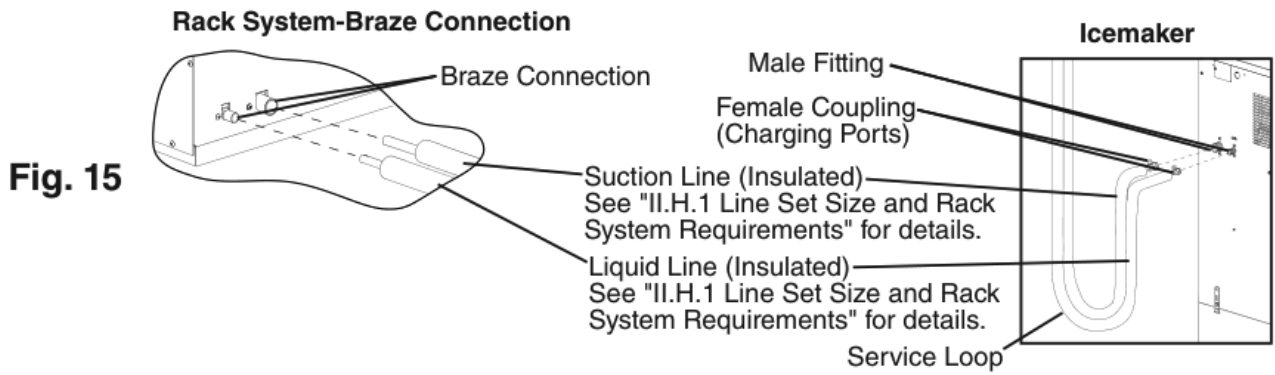 Rack System-Braze Connection
Braze Connection
Fig. 15
Icemaker
Male Fitting
Female Coupling
(Charging Ports)
Suction Line (Insulated)
See "II.H.1 Line Set Size and Rack
System Requirements" for details.
Liquid Line (Insulated)
See "II.H.1 Line Set Size and Rack
System Requirements" for details.
Service Loop